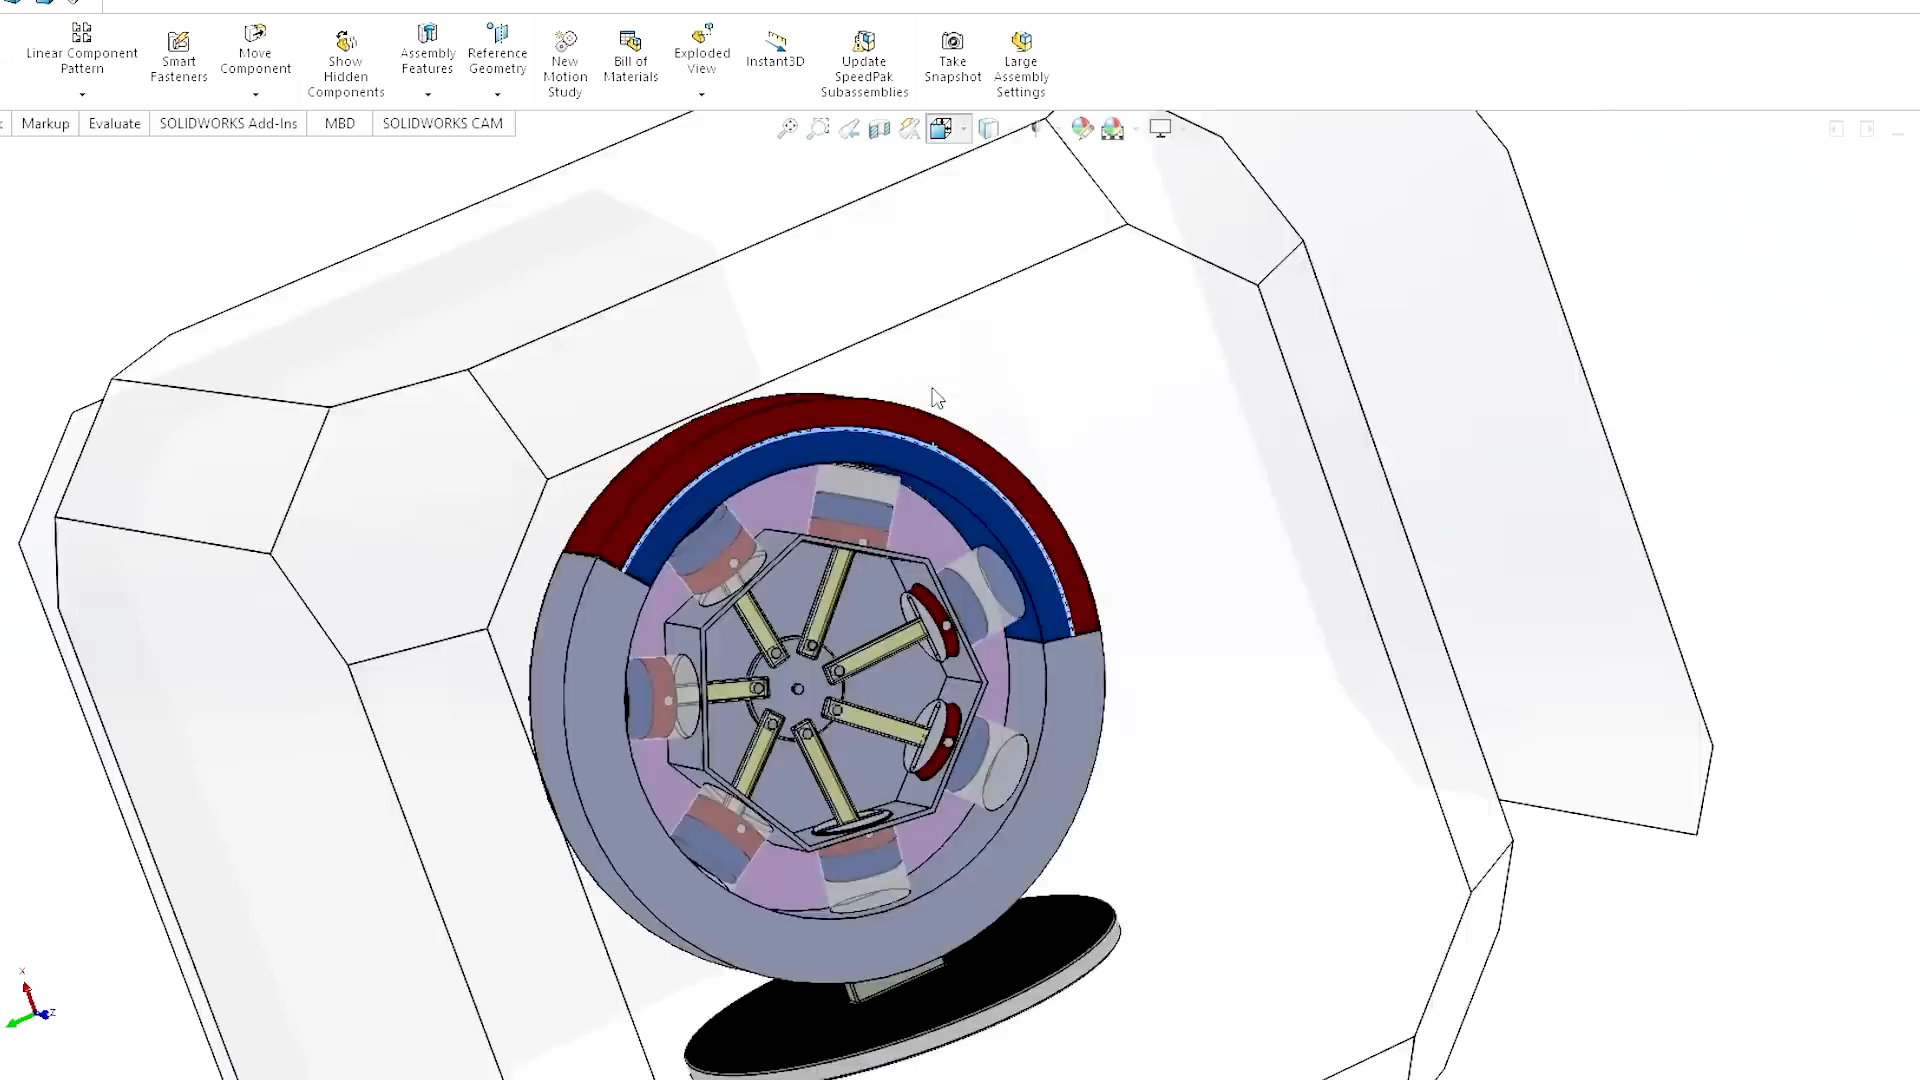 Linear Component
Pattern
Smart
Fasteners
Move
Component
Show
Hidden
Components
Assembly
Features
Reference
Geometry
New
Motion
Study
Bill of
Materials
Exploded
View
Instant3D
Update
SpeedPak
Subassemblies
Take
Snapshot
Large
Assembly
Settings
Markup
Evaluate
SOLIDWORKS Add-Ins
MBD
SOLIDWORKS CAM
X
Z